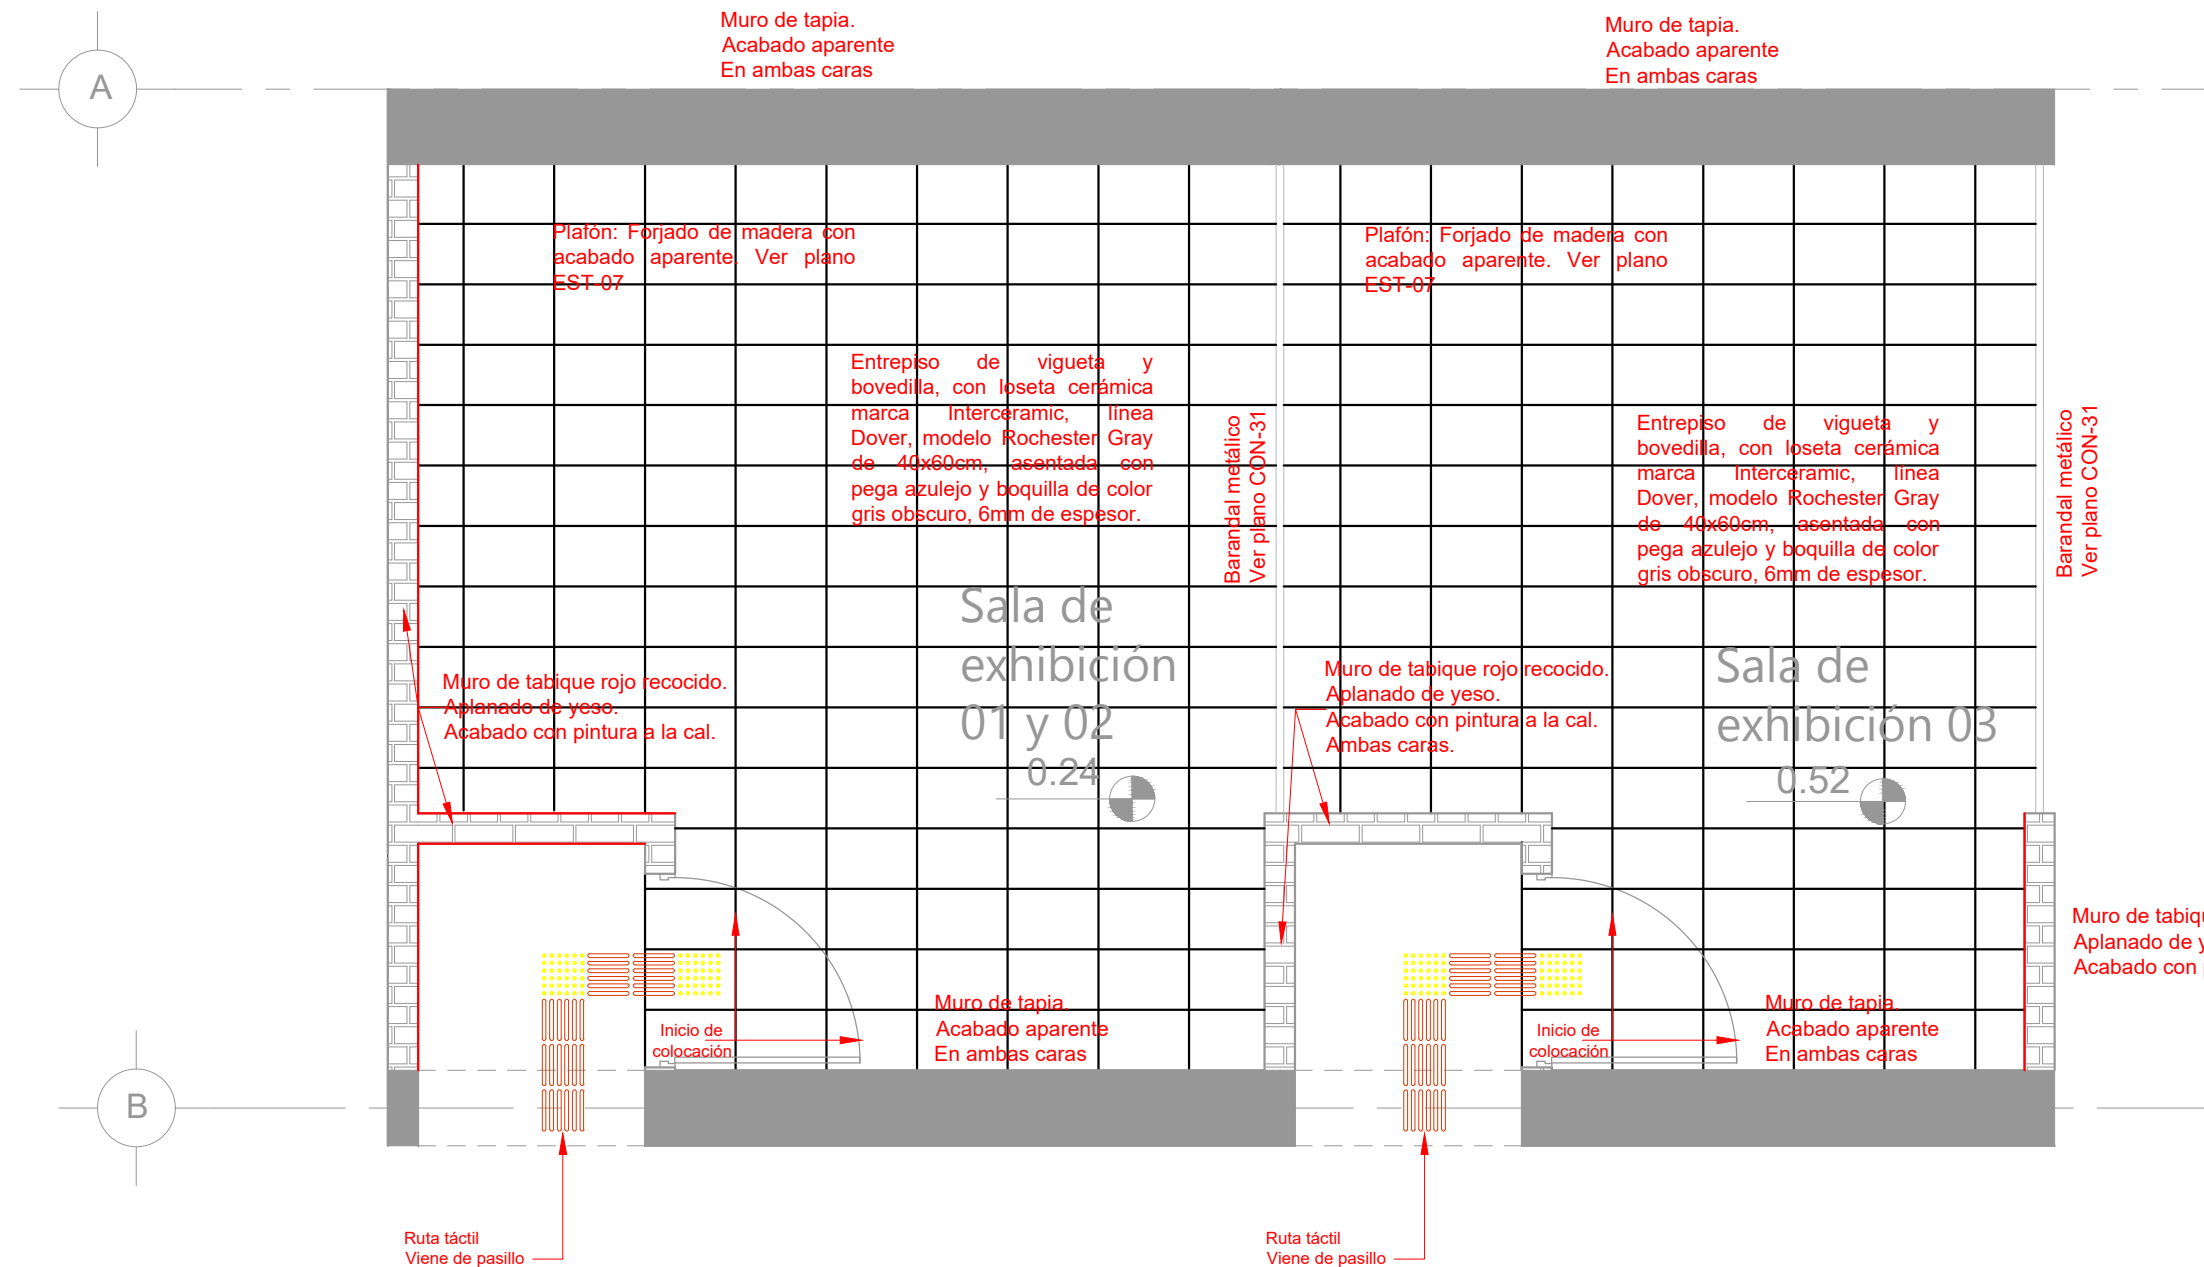 Muro de tapia.
Acabado aparente
En ambas caras
Muro de tapia.
Acabado aparente
En ambas caras
A
Plafón: Forjado de madera con
acabado aparente. Ver plano
EST-07
Plafón: Forjado de madera con
acabado aparente. Ver plano
EST-07
Entrepiso de vigueta y
bovedilla, con loseta cerámica
marca Interceramic, línea
Dover, modelo Rochester Gray
de 40x60cm, asentada con
pega azulejo y boquilla de color
gris obscuro, 6mm de espesor.
Barandal metálico
Ver plano CON-31
Entrepiso de vigueta y
bovedilla, con loseta cerámica
marca Interceramic, línea
Dover, modelo Rochester Gray
de 40x60cm, asentada con
pega azulejo y boquilla de color
gris obscuro, 6mm de espesor.
Barandal metálico
Ver plano CON-31
Sala de
exhibición
01 y 02
0.24
Sala de
exhibición 03
0.52
Muro de tabique rojo recocido.
Aplanado de yeso.
Acabado con pintura a la cal.
Muro de tabique rojo recocido.
Aplanado de yeso.
Acabado con pintura a la cal.
Ambas caras.
Muro de
Aplanado de
Acabado con
Inicio de
colocación
Muro de tapia.
Acabado aparente
En ambas caras
Inicio de
colocación
Muro de tapia.
Acabado aparente
En ambas caras
B
Ruta táctil
Viene de pasillo
Ruta táctil
Viene de pasillo